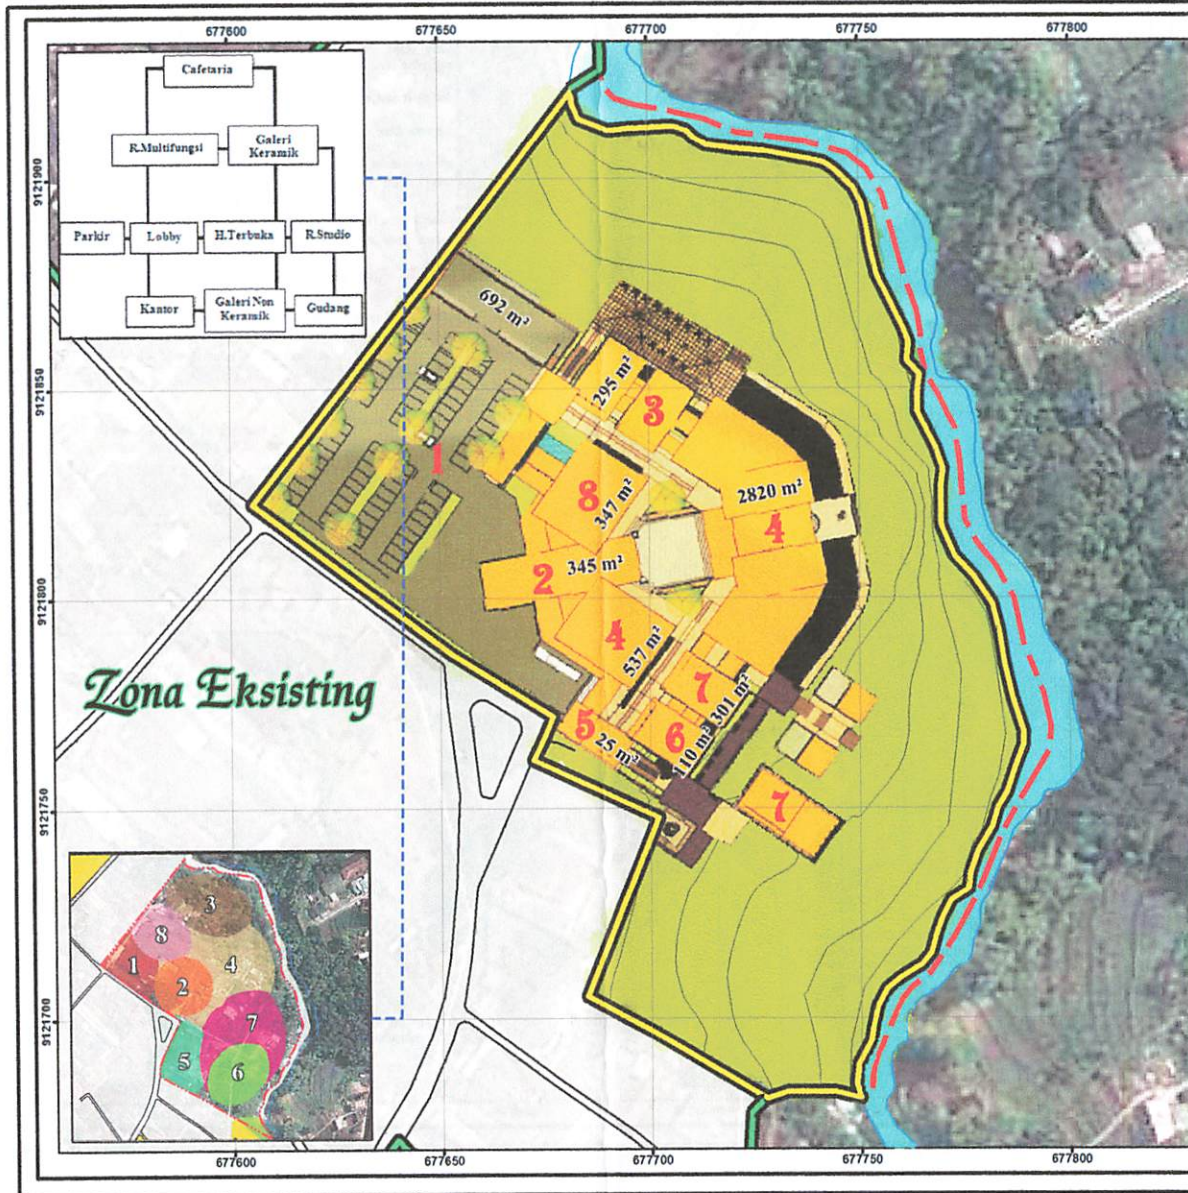 677600
677650
677700
677750
677800
Cafetaria
R.Multifungsi
Galeri
Keramik
Parkir
Lobby
H.Terbuka
R.Studio
Kantor
Galeri Non
Keramik
Gudang
9121900
9121850
9121800
9121750
9121700
692 m²
295 m²
3
1
8
347 m²
2820 m²
4
2
345 m²
4
537 m²
7
301 m²
5
25 m²
6
110 m²
7
Zona Eksisting
3
8
1
4
2
7
5
6
677600
677650
677700
677750
677800